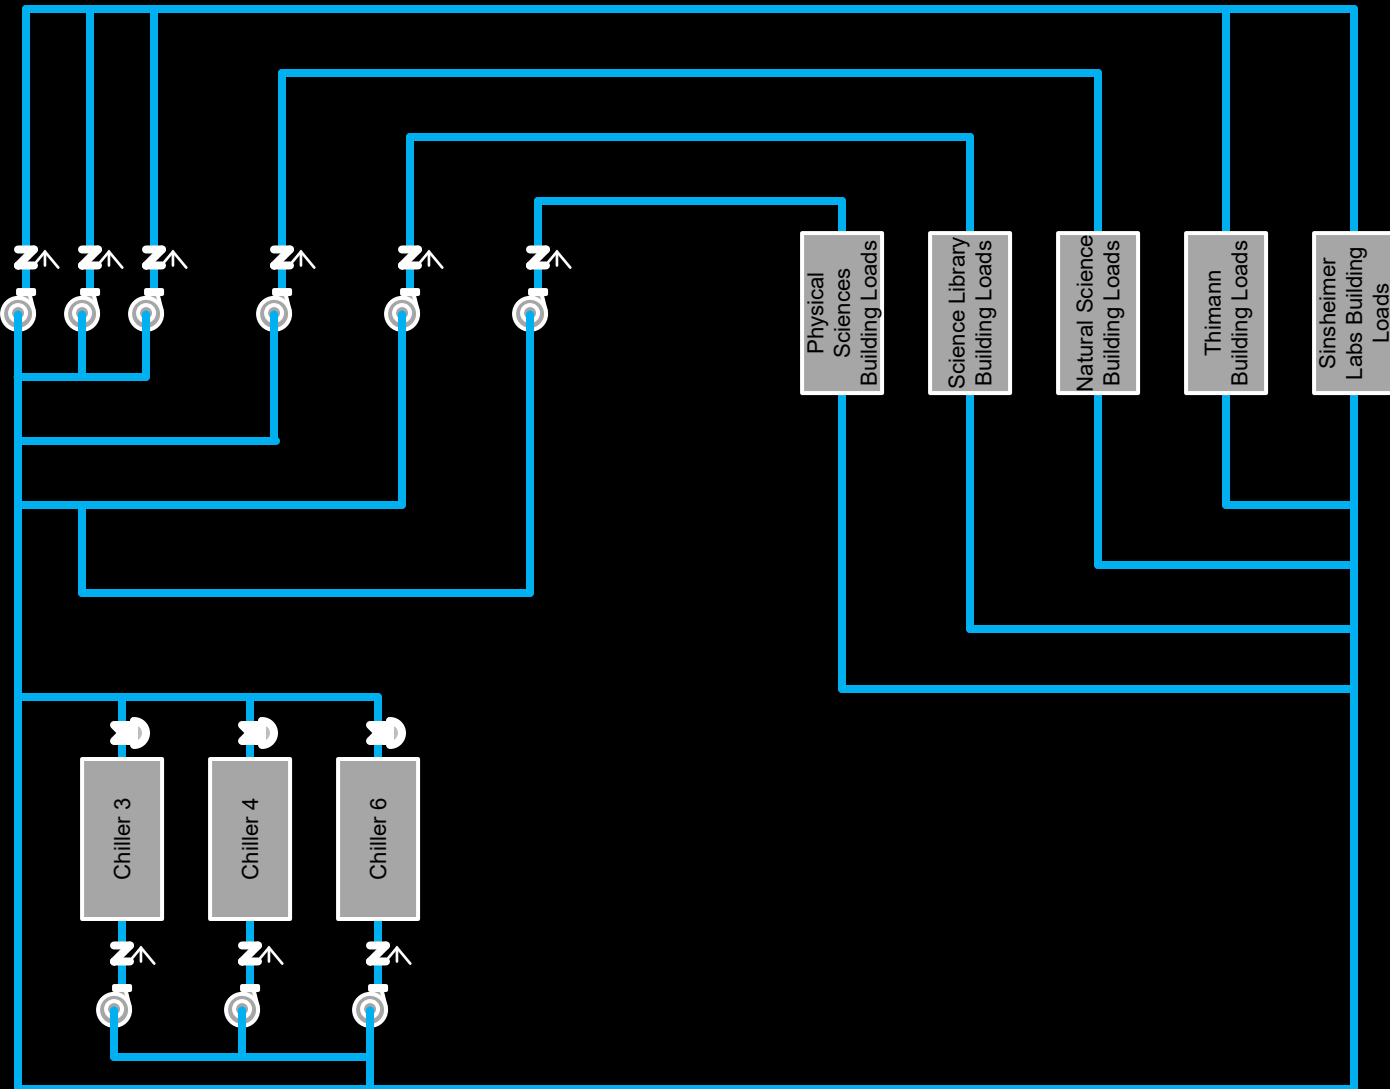 Physical
Sciences
Building Loads
Science Library
Building Loads
Natural Science
Building Loads
Thimann
Building Loads
Sinsheimer
Labs Building
Loads
Chiller 3
Chiller 4
Chiller 6